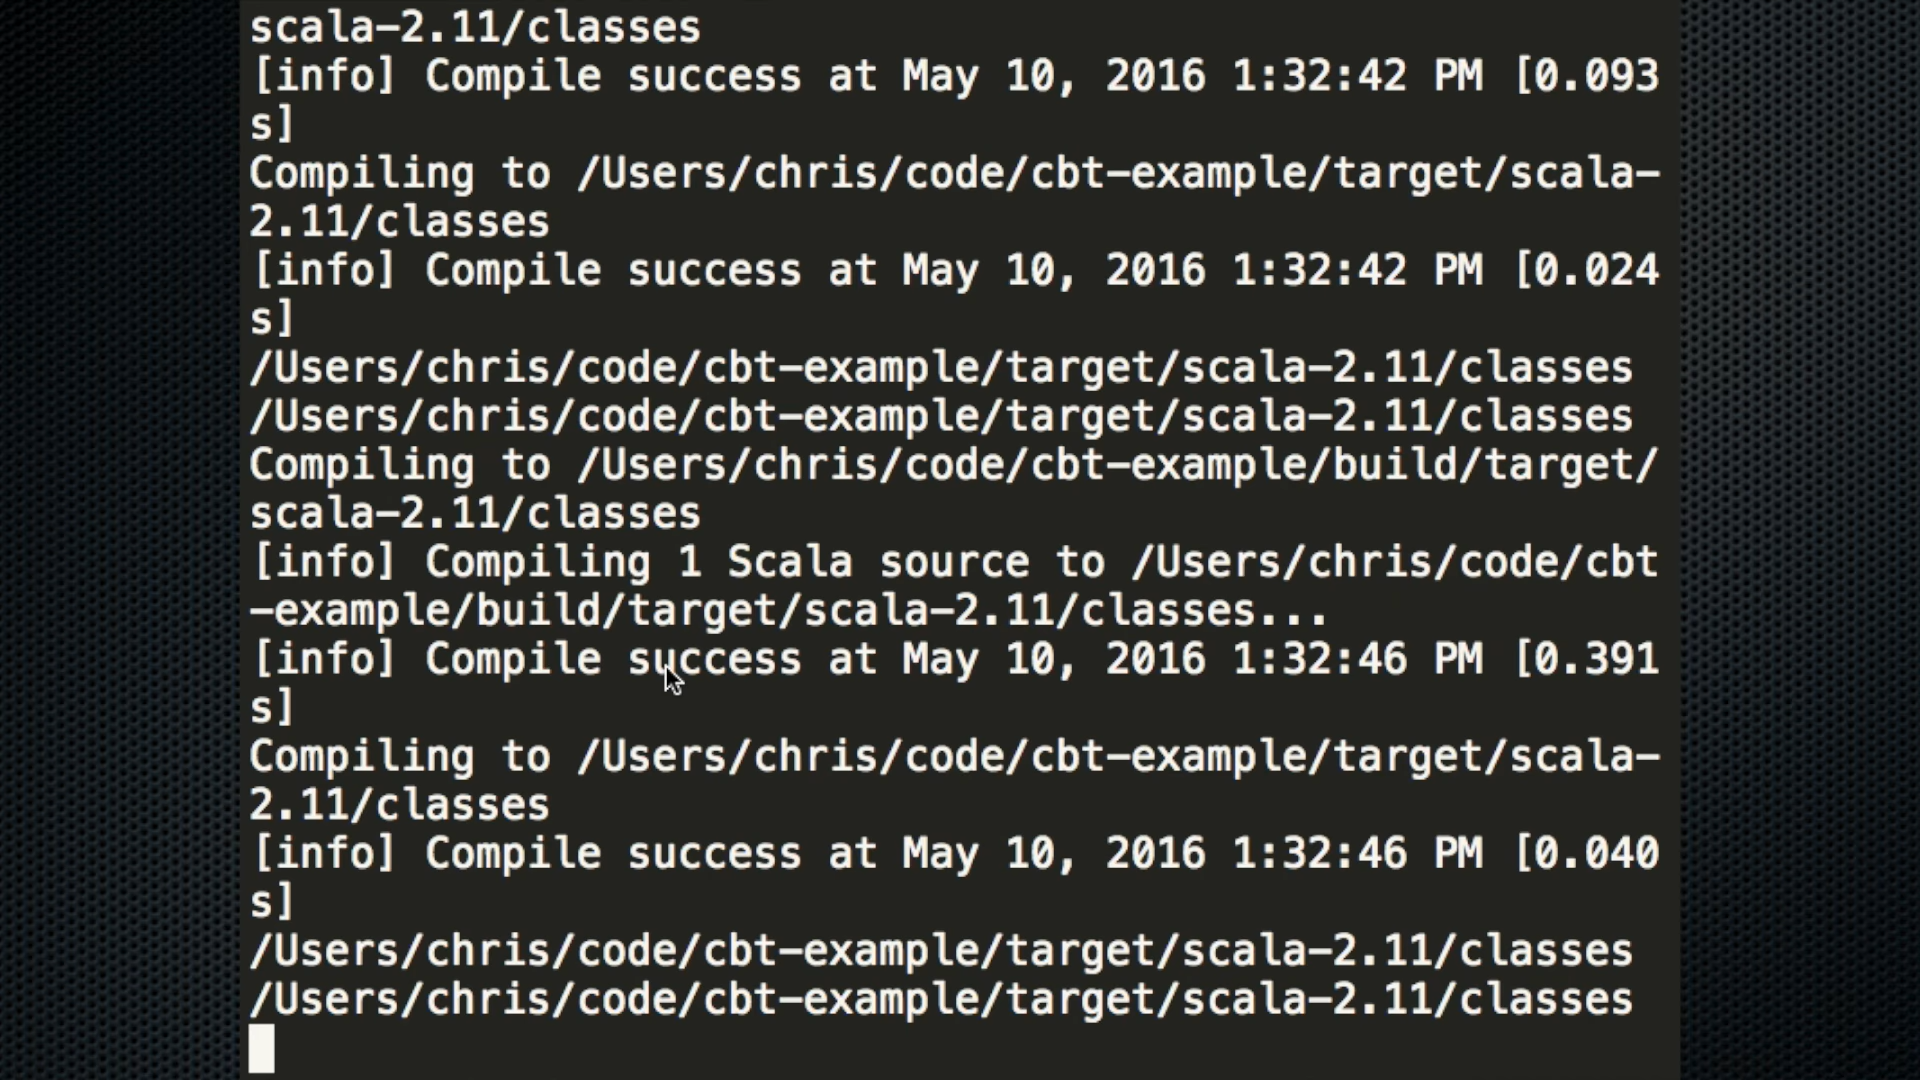 scala-2.11/classes
[info] Compile success at May 10, 2016 1:32:42 PM [0.093
s]
Compiling to /Users/chris/code/cbt-example/target/scala-
2.11/classes
[info] Compile success at May 10, 2016 1:32:42 PM [0.024
s]
/Users/chris/code/cbt-example/target/scala-2.11/classes
/Users/chris/code/cbt-example/target/scala-2.11/classes
Compiling to /Users/chris/code/cbt-example/build/target/
scala-2.11/classes
[info] Compiling 1 Scala source to /Users/chris/code/cbt
-example/build/target/scala-2.11/classes...
[info] Compile success at May 10, 2016 1:32:46 PM [0.391
s]
Compiling to /Users/chris/code/cbt-example/target/scala-
2.11/classes
[info] Compile success at May 10, 2016 1:32:46 PM [0.040
s]
/Users/chris/code/cbt-example/target/scala-2.11/classes
/Users/chris/code/cbt-example/target/scala-2.11/classes